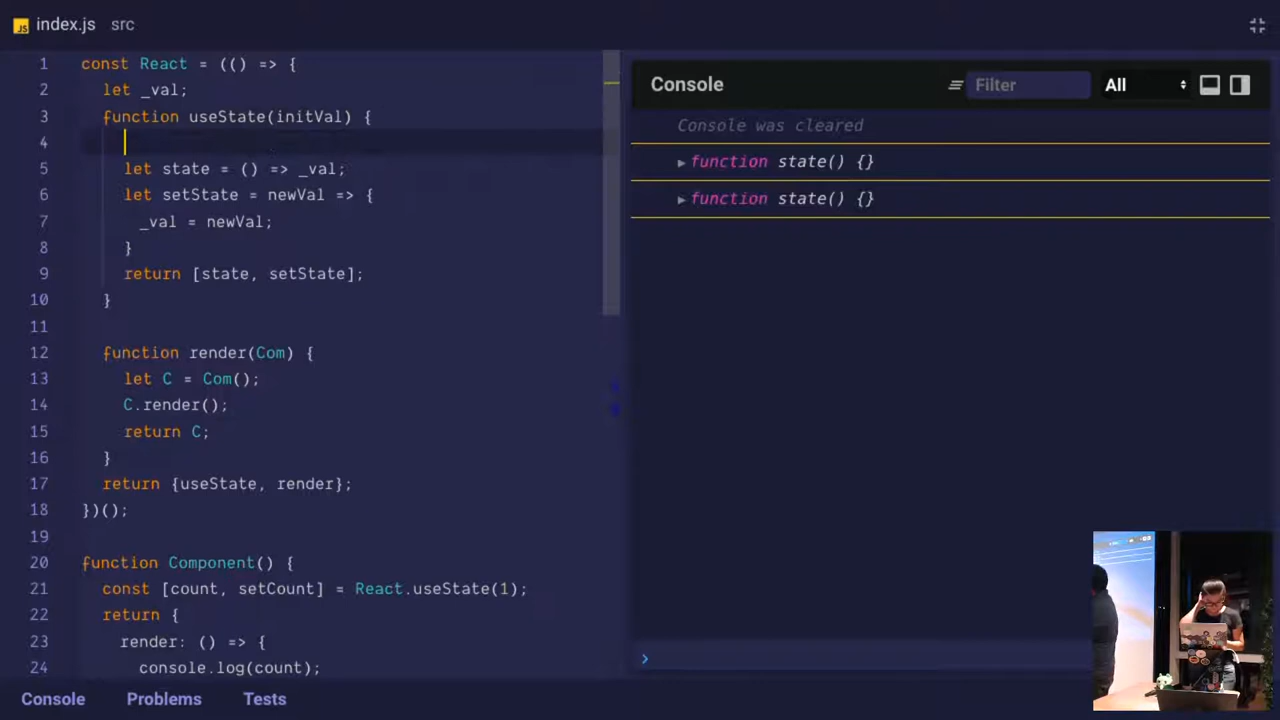 index.js src
1 const React = (() => {
2 let _val;
3 function useState(initVal) {
4
5 let state = () => _val;
6 let setState = newVal => {
7 _val = newVal;
8 }
9 return [state, setState];
10 }
11
12 function render(Com) {
13 let C = Com();
14 C.render();
15 return C;
16 }
17 return {useState, render};
18 })();
19
20 function Component() {
21 const [count, setCount] = React.useState(1);
22 return {
23 render: () => {
24 console.log(count);
Console Problems Tests
Console Filter All
Console was cleared
▸function state() {}
▸function state() {}